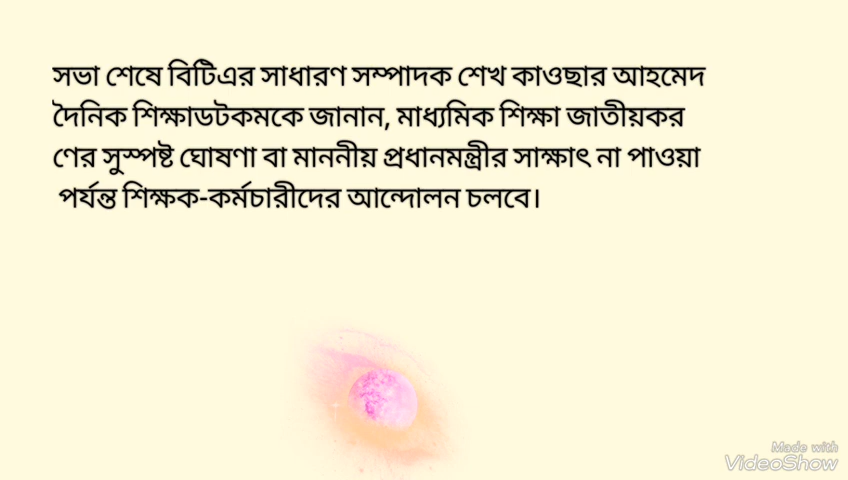 সভা শেষে বিটিএর সাধারণ সম্পাদক শেখ কাওছার আহমেদ
দৈনিক শিক্ষাডটকমকে জানান, মাধ্যমিক শিক্ষা জাতীয়কর
ণের সুস্পষ্ট ঘোষণা বা মাননীয় প্রধানমন্ত্রীর সাক্ষাৎ না পাওয়া
পর্যন্ত শিক্ষক-কর্মচারীদের আন্দোলন চলবে।
Made with
VideoShow